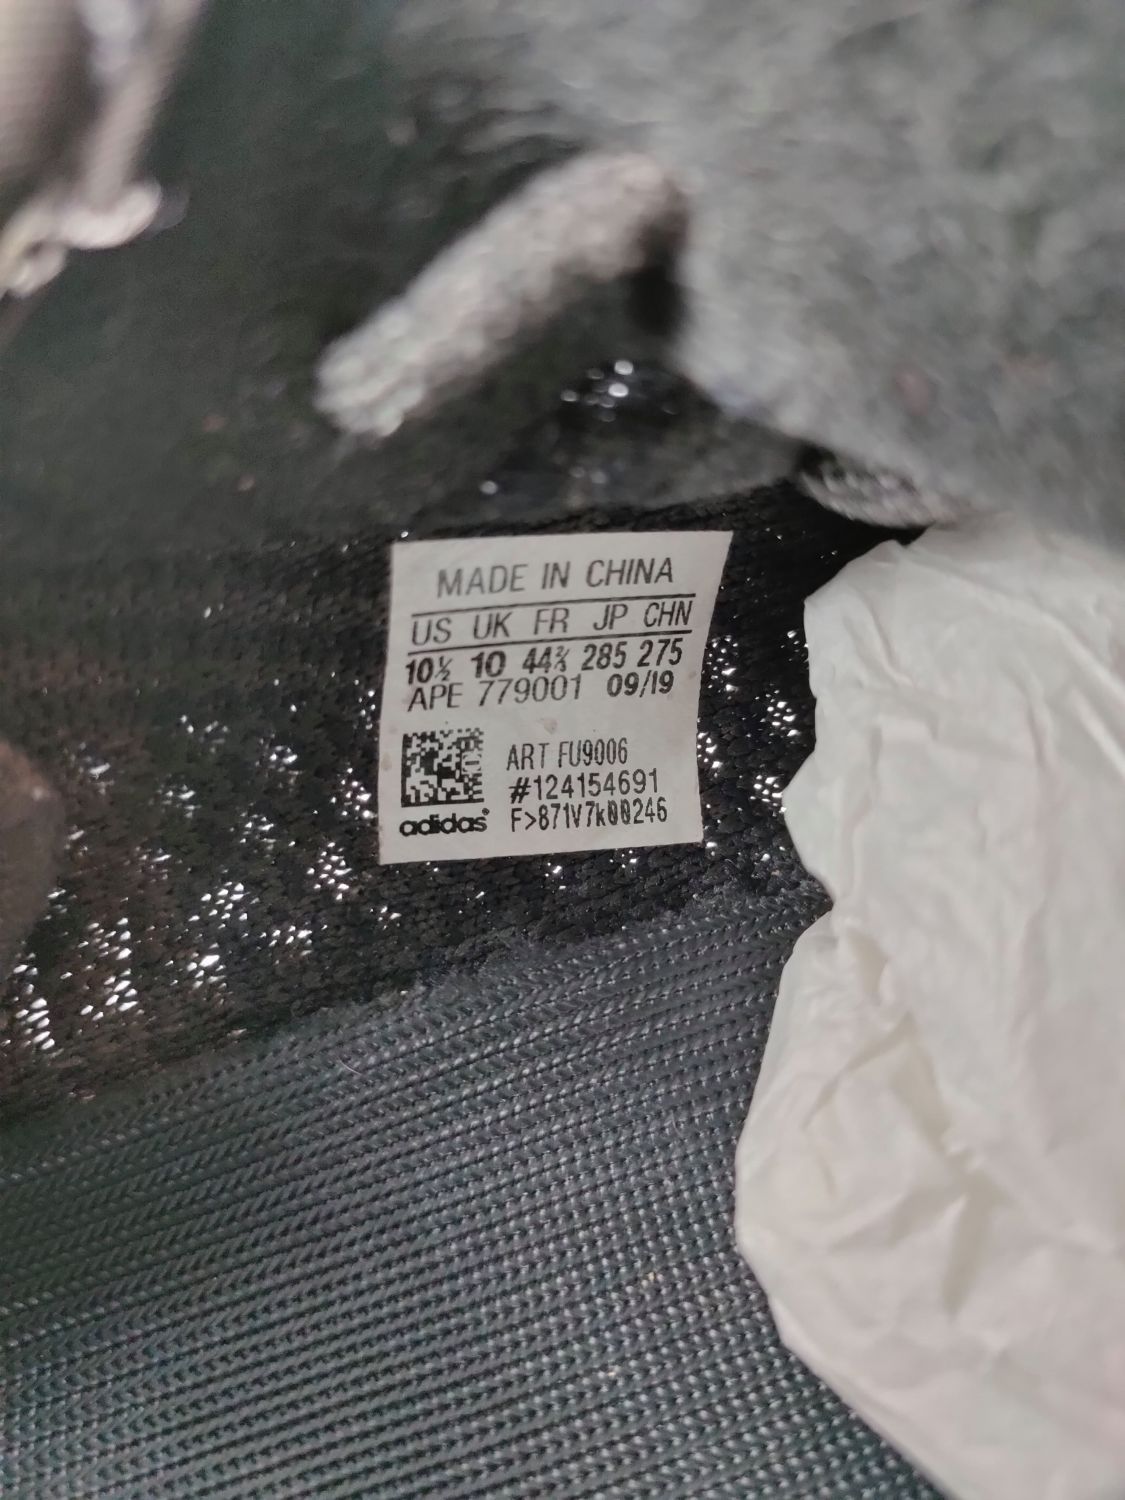 MADE IN CHINA
US UK FR JP CHN
10½ 10 44⅔ 285 275
APE 779001 09/19
ART FU9006
#124154691
adidas® F>871V7k00246